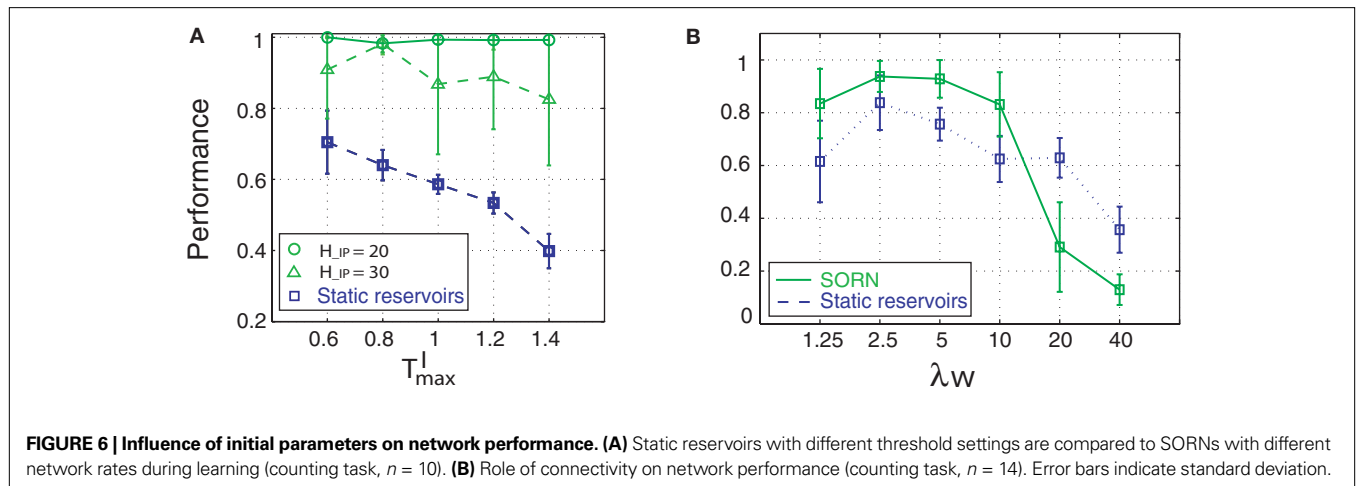 A
Performance
1
0.8
0.6
0.4
0.2
0.6 0.8 1 1.2 1.4
T^I_max
H_IP = 20
H_IP = 30
Static reservoirs
B
1
0.8
0.6
0.4
0.2
0
1.25 2.5 5 10 20 40
λw
SORN
Static reservoirs
FIGURE 6 | Influence of initial parameters on network performance. (A) Static reservoirs with different threshold settings are compared to SORNs with different
network rates during learning (counting task, n = 10). (B) Role of connectivity on network performance (counting task, n = 14). Error bars indicate standard deviation.